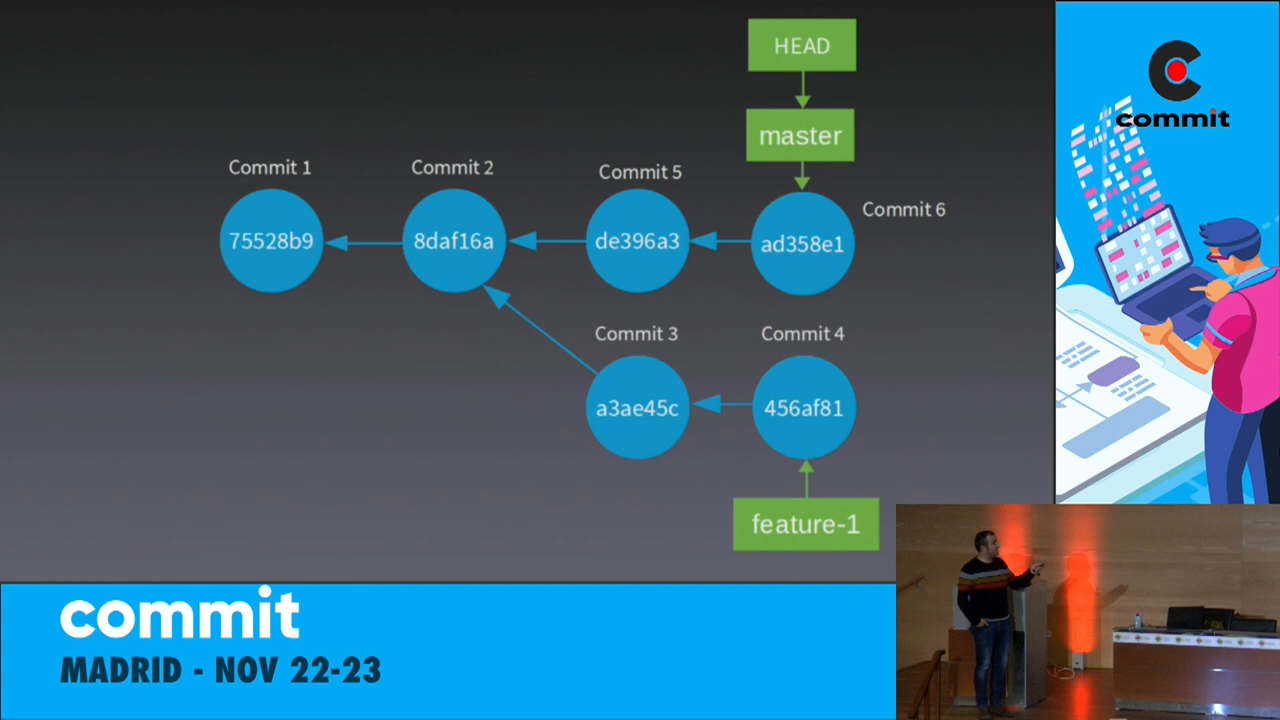 HEAD
master
Commit 1
Commit 2
Commit 5
Commit 6
75528b9
8daf16a
de396a3
ad358e1
Commit 3
Commit 4
a3ae45c
456af81
feature-1
commit
commit
MADRID - NOV 22-23